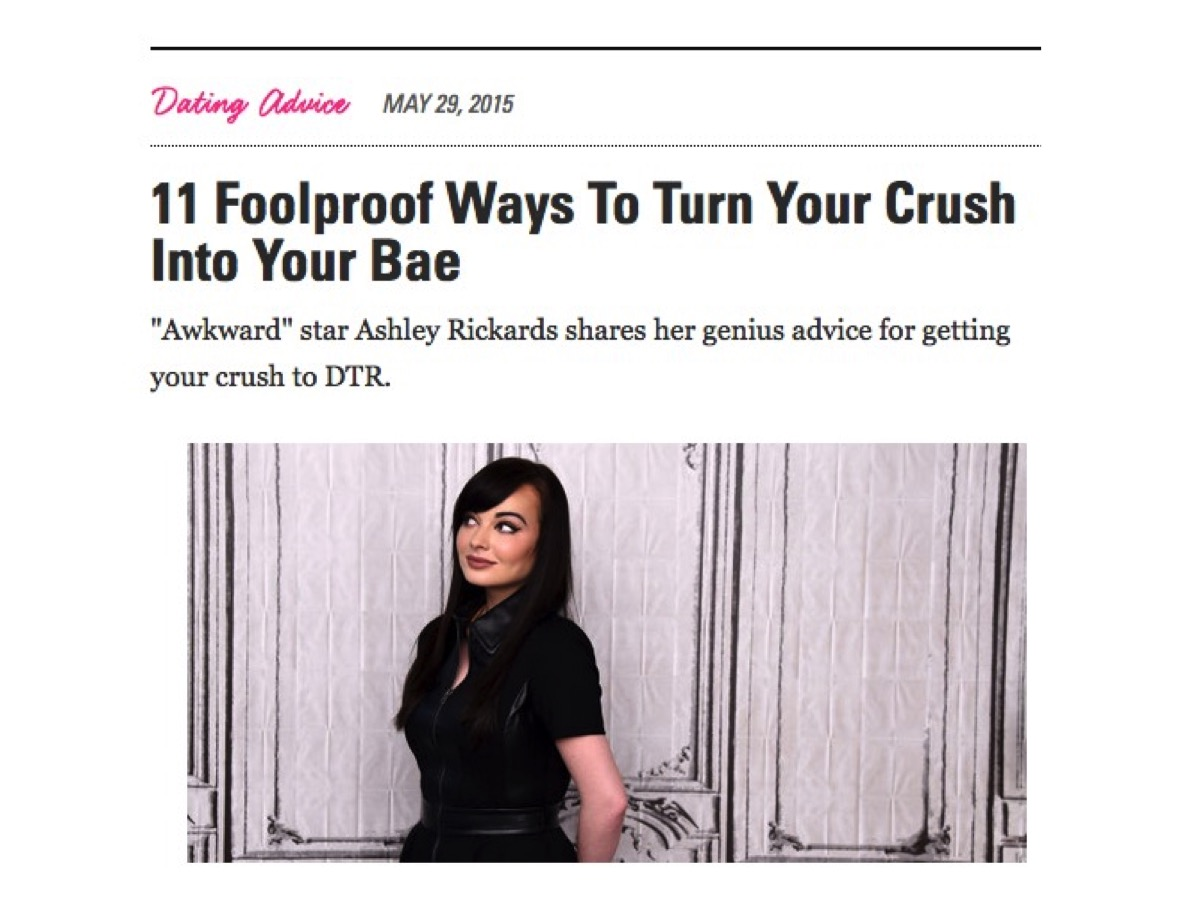 Dating Advice MAY 29, 2015
11 Foolproof Ways To Turn Your Crush
Into Your Bae
"Awkward" star Ashley Rickards shares her genius advice for getting
your crush to DTR.